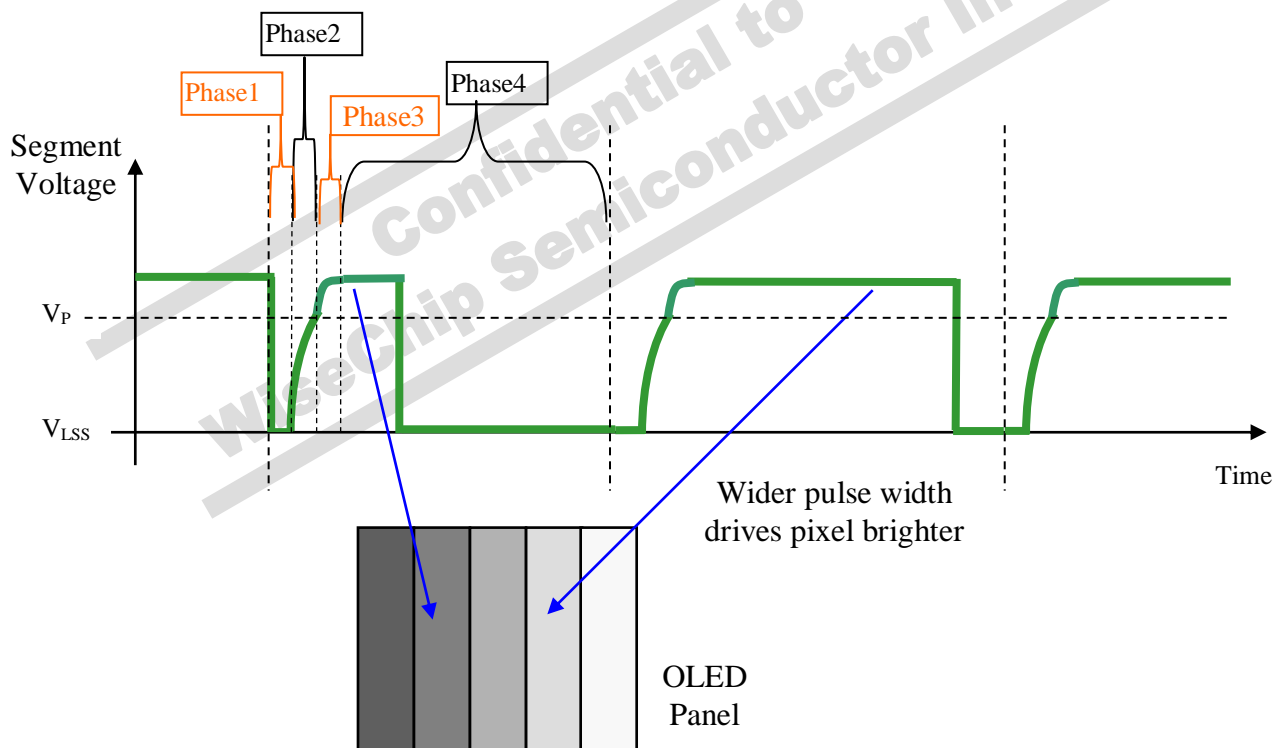 Phase2
Phase1
Phase4
Phase3
Segment
Voltage
VP
VLSS
Time
Wider pulse width
drives pixel brighter
OLED
Panel
Confidential to
WiseChip Semiconductor